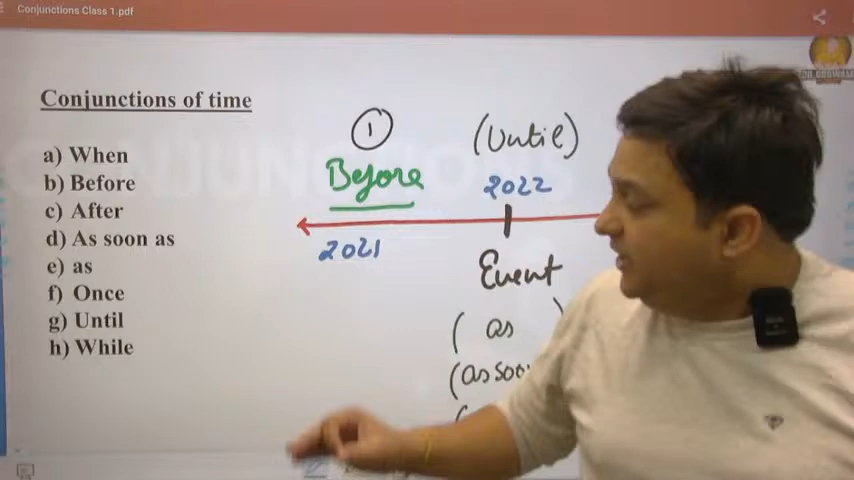 Conjunctions Class 1.pdf
Conjunctions of time
a) When
b) Before
c) After
d) As soon as
e) as
f) Once
g) Until
h) While
1
(Until)
Before
2022
2021
Event
( as )
(as soon
(